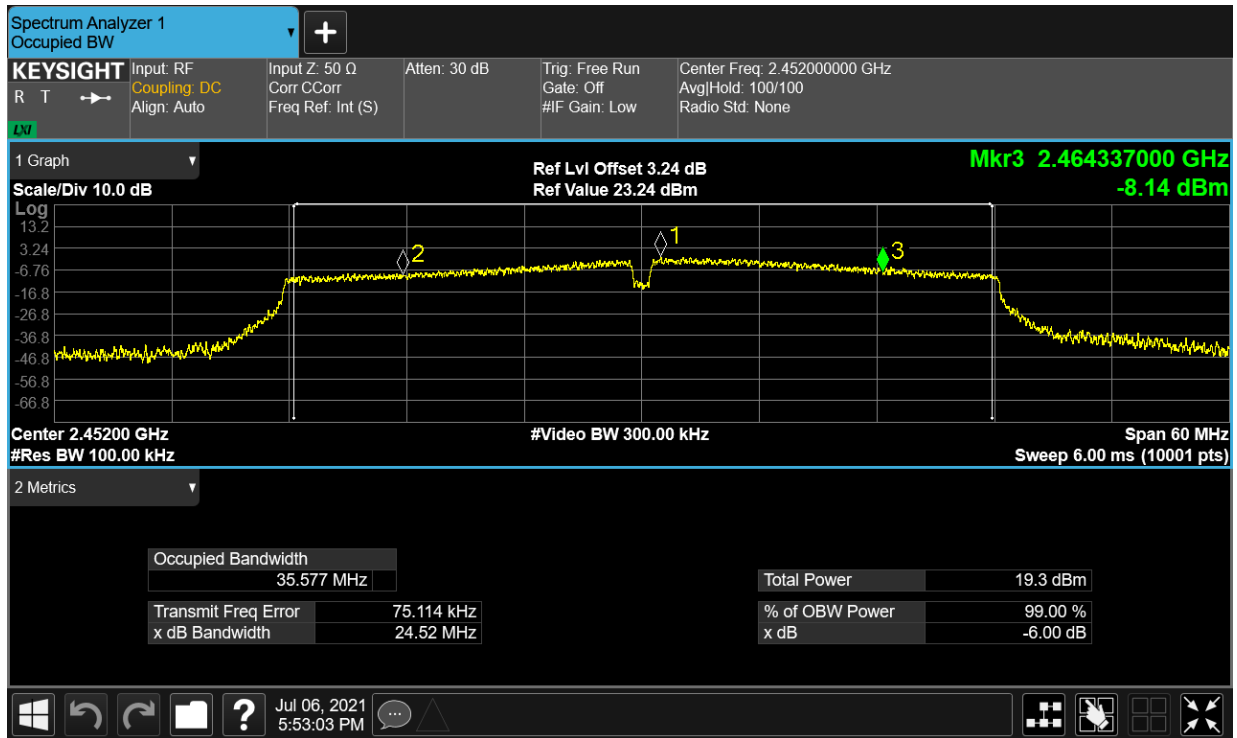 Spectrum Analyzer 1
Occupied BW
KEYSIGHT
R T
LXI
Input: RF
Coupling: DC
Align: Auto
Input Z: 50 Ω
Corr CCorr
Freq Ref: Int (S)
Atten: 30 dB
Trig: Free Run
Gate: Off
#IF Gain: Low
Center Freq: 2.452000000 GHz
Avg|Hold: 100/100
Radio Std: None
1 Graph
Scale/Div 10.0 dB
Ref Lvl Offset 3.24 dB
Ref Value 23.24 dBm
Mkr3 2.464337000 GHz
-8.14 dBm
Log
13.2
3.24
-6.76
-16.8
-26.8
-36.8
-46.8
-56.8
-66.8
2
1
3
Center 2.45200 GHz
#Res BW 100.00 kHz
#Video BW 300.00 kHz
Span 60 MHz
Sweep 6.00 ms (10001 pts)
2 Metrics
Occupied Bandwidth
35.577 MHz
Total Power 19.3 dBm
Transmit Freq Error 75.114 kHz
% of OBW Power 99.00 %
x dB Bandwidth 24.52 MHz
x dB -6.00 dB
?
Jul 06, 2021
5:53:03 PM